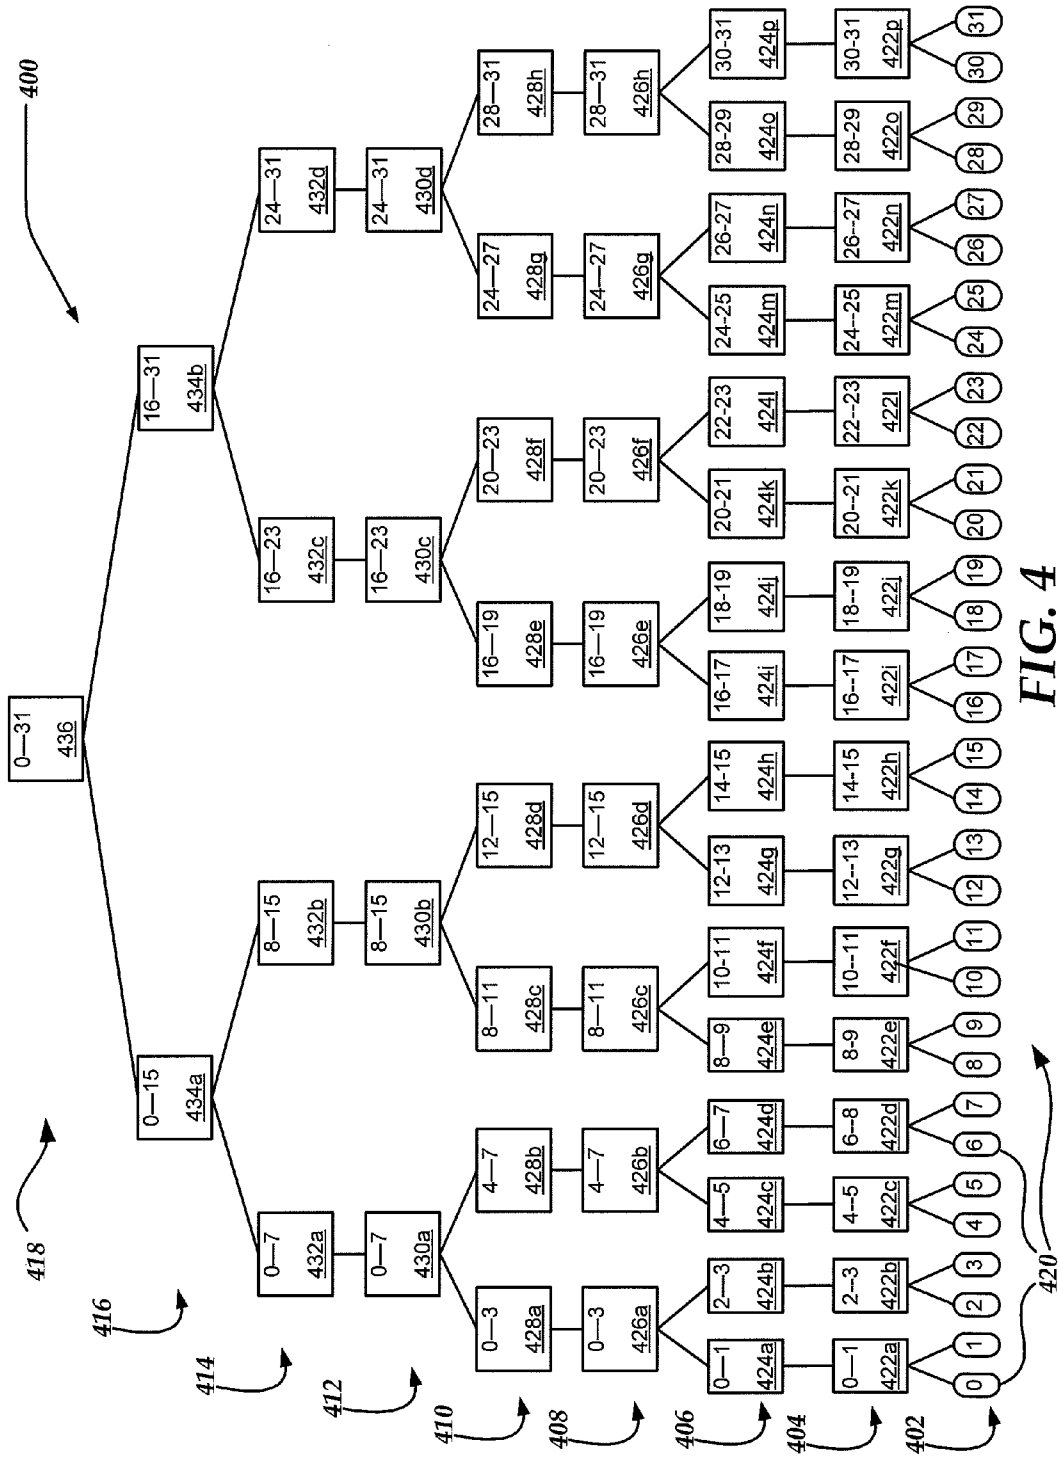 400
0—31
436
418
0—15
434a
16—31
434b
416
0—7
432a
8—15
432b
16—23
432c
24—31
432d
414
0—7
430a
8—15
430b
16—23
430c
24—31
430d
412
0—3
428a
4—7
428b
8—11
428c
12—15
428d
16—19
428e
20—23
428f
24—27
428g
28—31
428h
410
0—3
426a
4—7
426b
8—11
426c
12—15
426d
16—19
426e
20—23
426f
24—27
426g
28—31
426h
408
0—1
424a
2—3
424b
4—5
424c
6—7
424d
8—9
424e
10-11
424f
12-13
424g
14-15
424h
16-17
424i
18-19
424j
20-21
424k
22-23
424l
24-25
424m
26-27
424n
28-29
424o
30-31
424p
406
0—1
422a
2--3
422b
4--5
422c
6--8
422d
8-9
422e
10--11
422f
12--13
422g
14-15
422h
16--17
422i
18--19
422j
20--21
422k
22--23
422l
24--25
422m
26--27
422n
28-29
422o
30-31
422p
404
0 1 2 3 4 5 6 7 8 9 10 11 12 13 14 15 16 17 18 19 20 21 22 23 24 25 26 27 28 29 30 31
402
420
FIG. 4